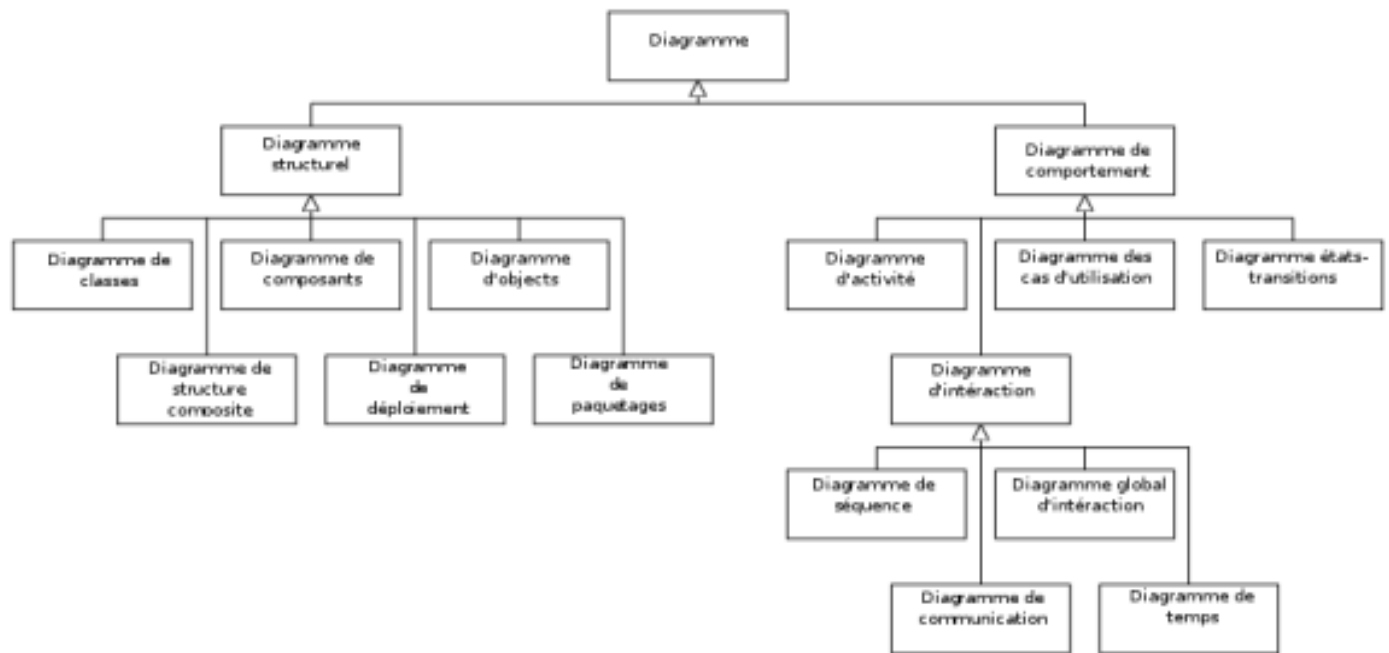 Diagramme
Diagramme
structurel
Diagramme de
comportement
Diagramme de
classes
Diagramme de
composants
Diagramme
d'objects
Diagramme
d'activité
Diagramme des
cas d'utilisation
Diagramme états-
transitions
Diagramme de
structure
composite
Diagramme
de
déploiement
Diagramme
de
paquetages
Diagramme
d'intéraction
Diagramme de
séquence
Diagramme global
d'intéraction
Diagramme de
communication
Diagramme de
temps